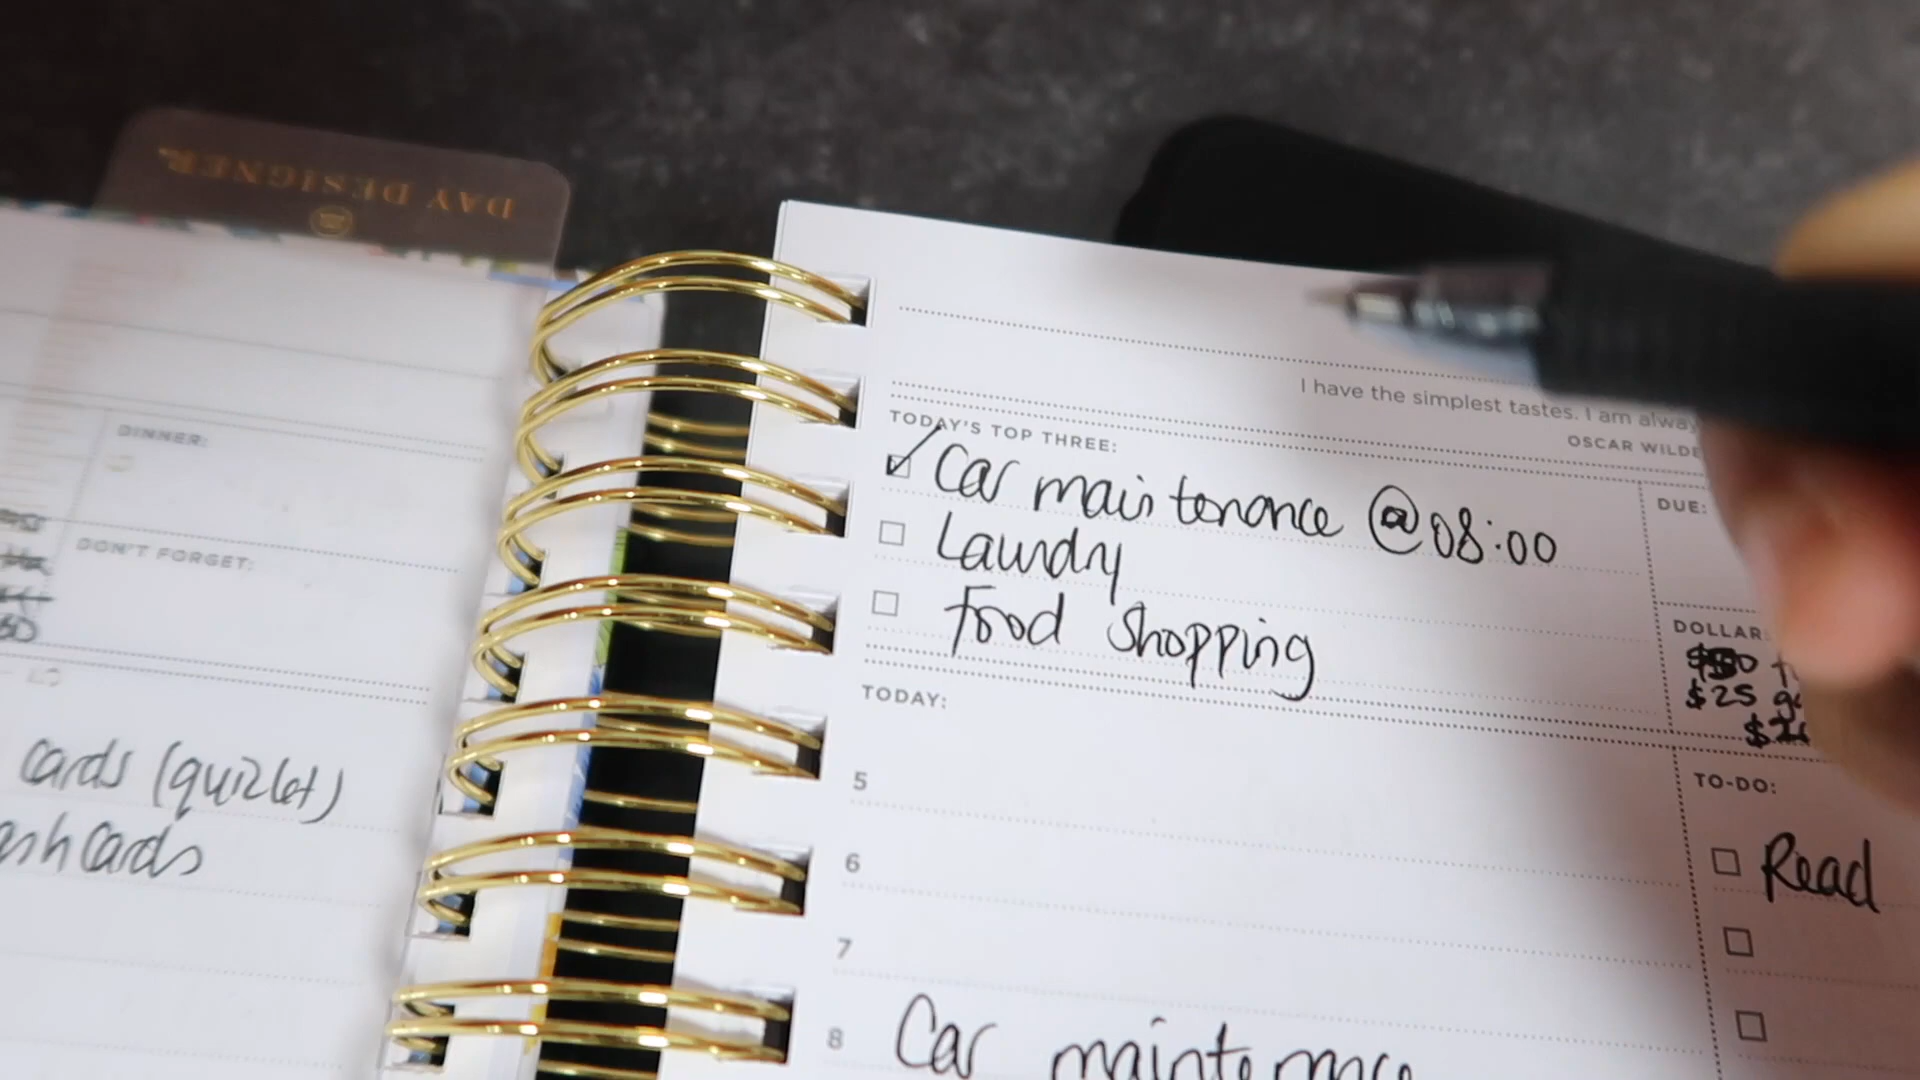 DAY DESIGNER.
DINNER:
DON'T FORGET:
BD
cards (quizlet)
cards
I have the simplest tastes. I am alway
OSCAR WILDE
TODAY'S TOP THREE:
Car maintenance @08:00
Laundry
Food shopping
DUE:
DOLLAR
$25
TODAY:
5
6
7
8 Car maintenance
TO-DO:
Read